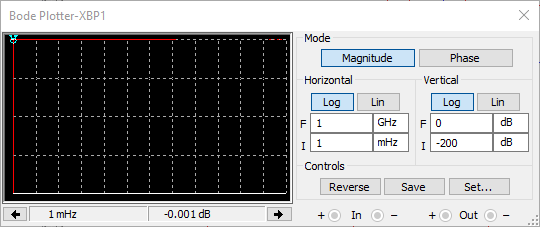 Bode Plotter-XBP1
Mode
Magnitude Phase
Horizontal Vertical
Log Lin Log Lin
F 1 GHz F 0 dB
I 1 mHz I -200 dB
Controls
Reverse Save Set...
1 mHz -0.001 dB
+ In − + Out −